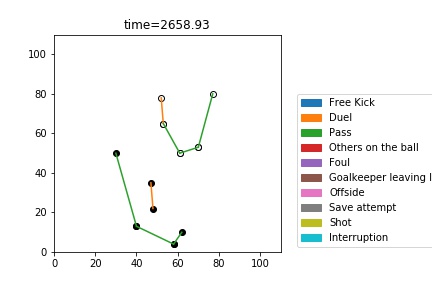 time=2658.93
100
80
60
40
20
0
0 20 40 60 80 100
Free Kick
Duel
Pass
Others on the ball
Foul
Goalkeeper leaving l
Offside
Save attempt
Shot
Interruption